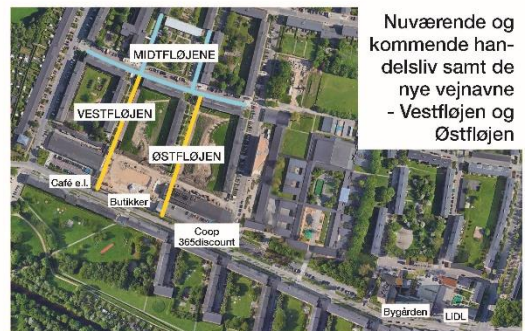 Nuværende og
kommende han-
delsliv samt de
nye vejnavne
- Vestfløjen og
Østfløjen
MIDTFLØJENE
VESTFLØJEN
ØSTFLØJEN
Café e.l.
Butikker
Coop
365discount
Bygården
LIDL